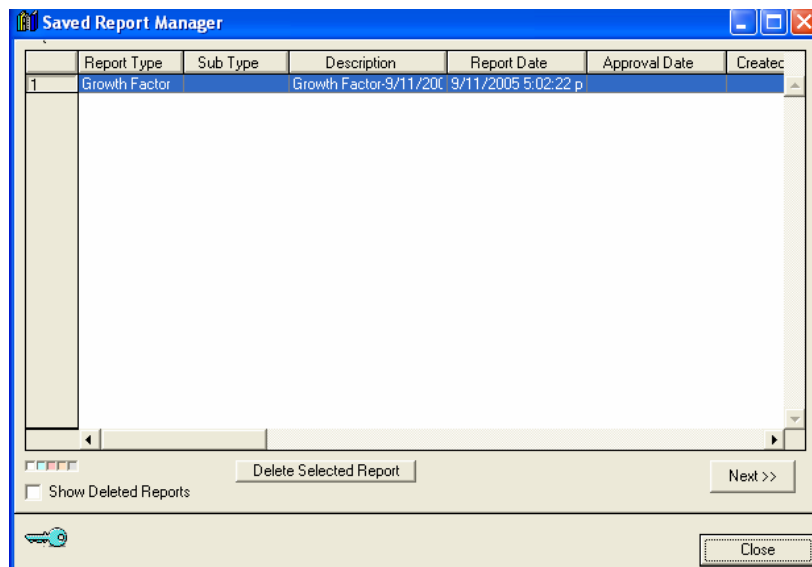 Saved Report Manager
Report Type Sub Type Description Report Date Approval Date Created
1 Growth Factor Growth Factor-9/11/200 9/11/2005 5:02:22 p
Delete Selected Report Next >>
Show Deleted Reports
Close